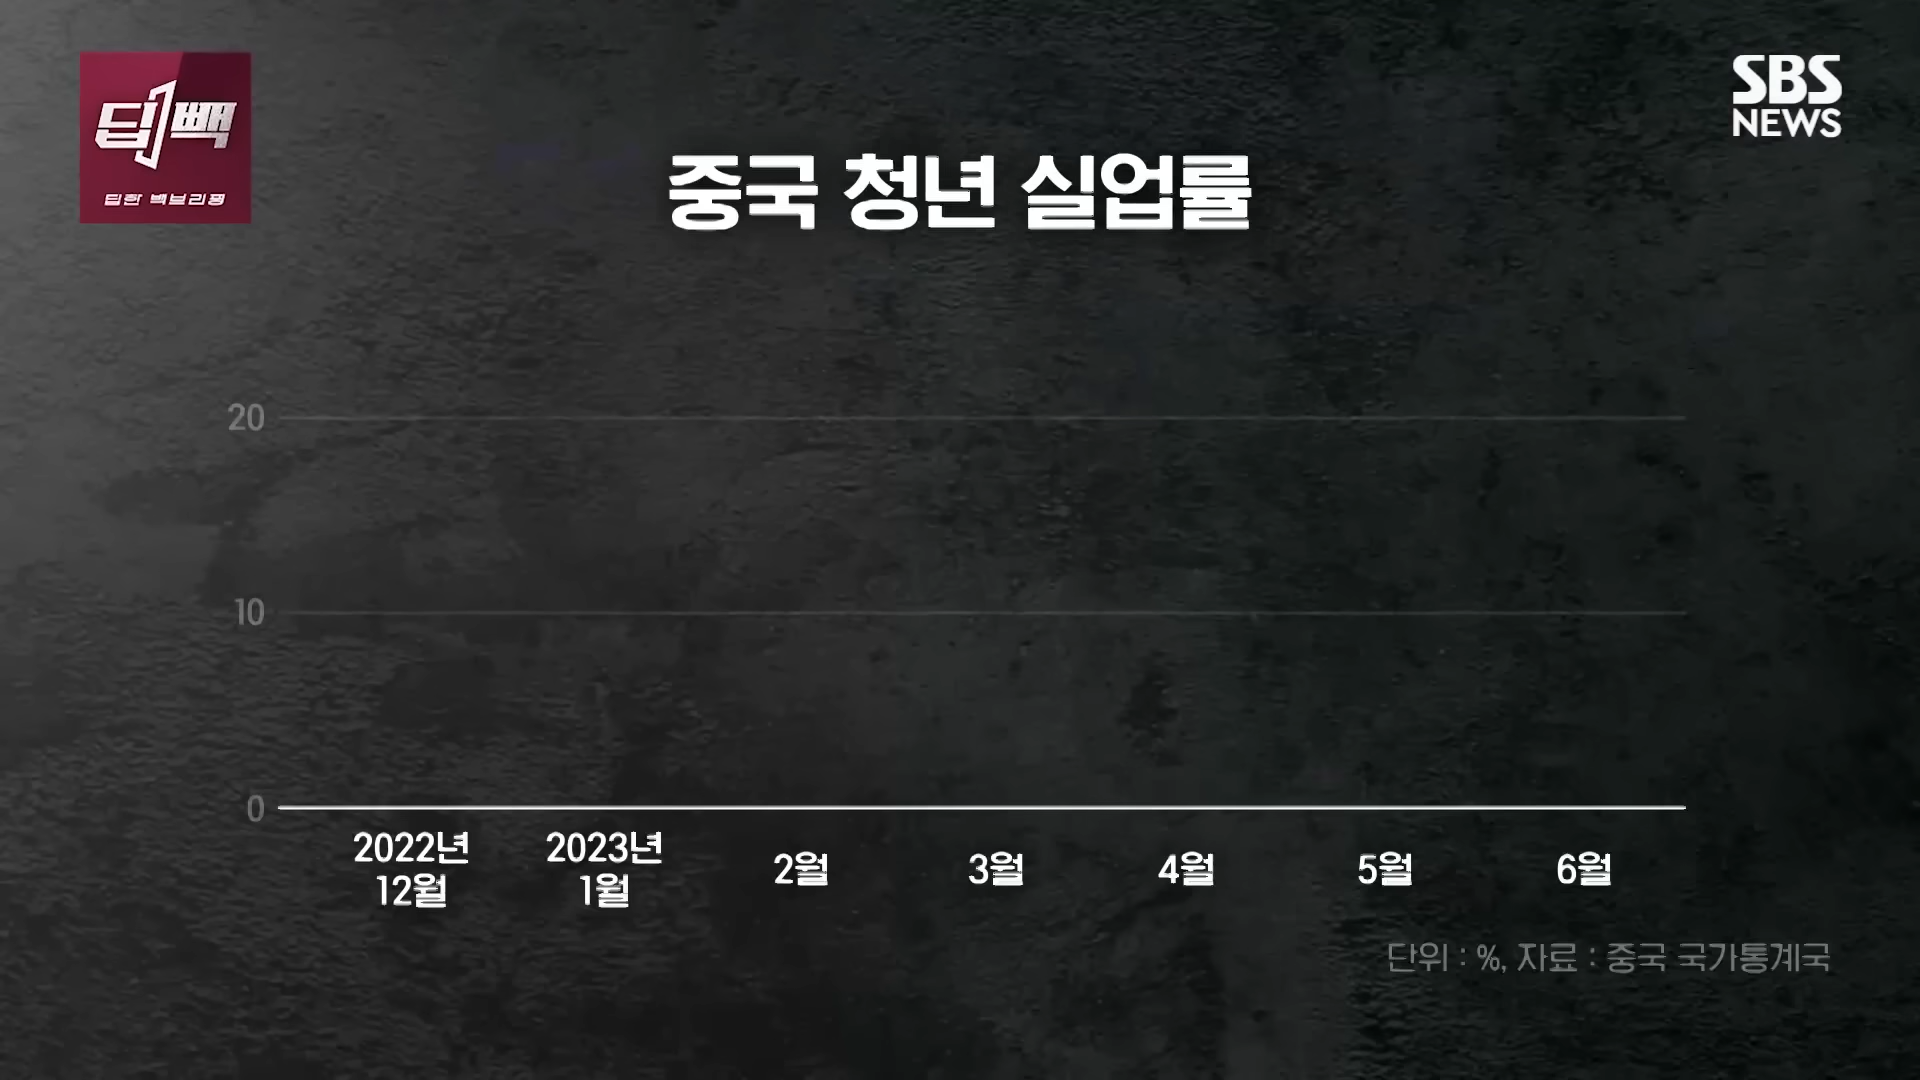 딥빽
딥한 백브리핑
SBS
NEWS
중국 청년 실업률
20
10
0
2022년
12월
2023년
1월
2월
3월
4월
5월
6월
단위 : %, 자료 : 중국 국가통계국